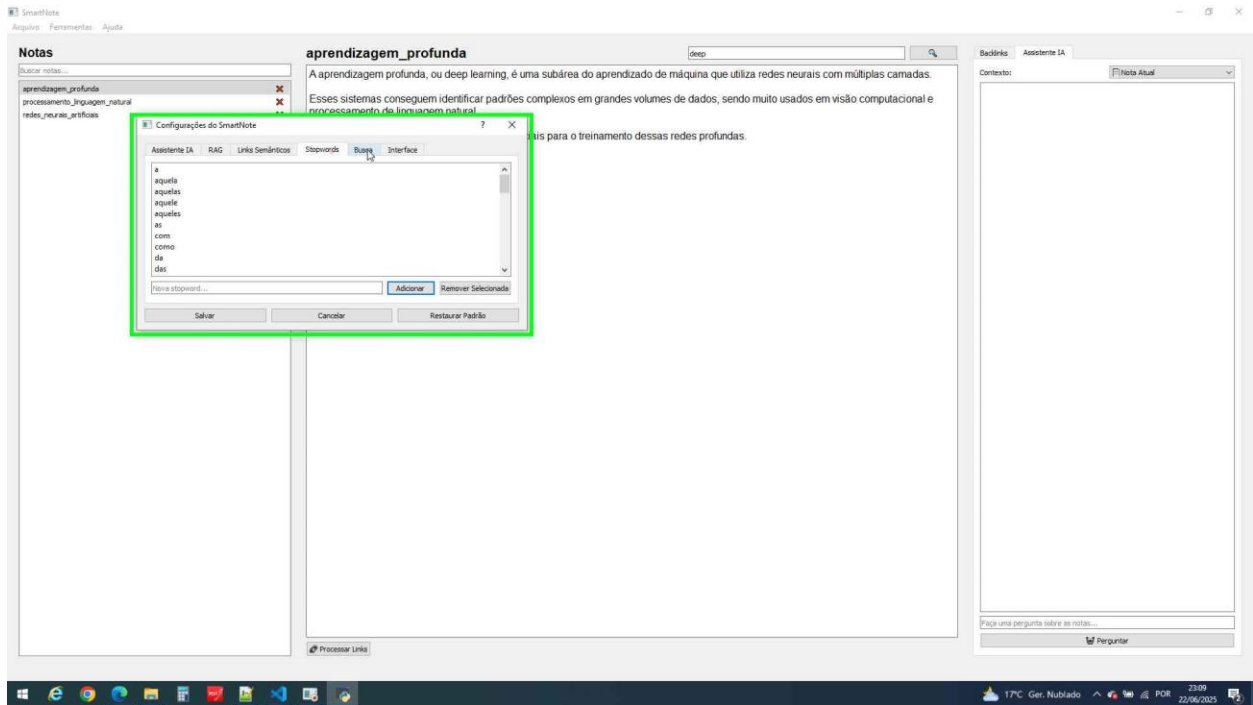 SmartNote
Arquivo Ferramentas Ajuda
Notas
Buscar notas...
aprendizagem_profunda
processamento_linguagem_natural
redes_neurais_artificiais
aprendizagem_profunda
deep
A aprendizagem profunda, ou deep learning, é uma subárea do aprendizado de máquina que utiliza redes neurais com múltiplas camadas.
Esses sistemas conseguem identificar padrões complexos em grandes volumes de dados, sendo muito usados em visão computacional e
processamento de linguagem natural.
iais para o treinamento dessas redes profundas.
Configurações do SmartNote ? X
Assistente IA RAG Links Semânticos Stopwords Busca Interface
a
aquela
aquelas
aquele
aqueles
as
com
como
da
das
Nova stopword... Adicionar Remover Selecionada
Salvar Cancelar Restaurar Padrão
Processar Links
Backlinks Assistente IA
Contexto: Nota Atual
Faça uma pergunta sobre as notas...
Perguntar
17°C Ger. Nublado POR 23:09
22/06/2025